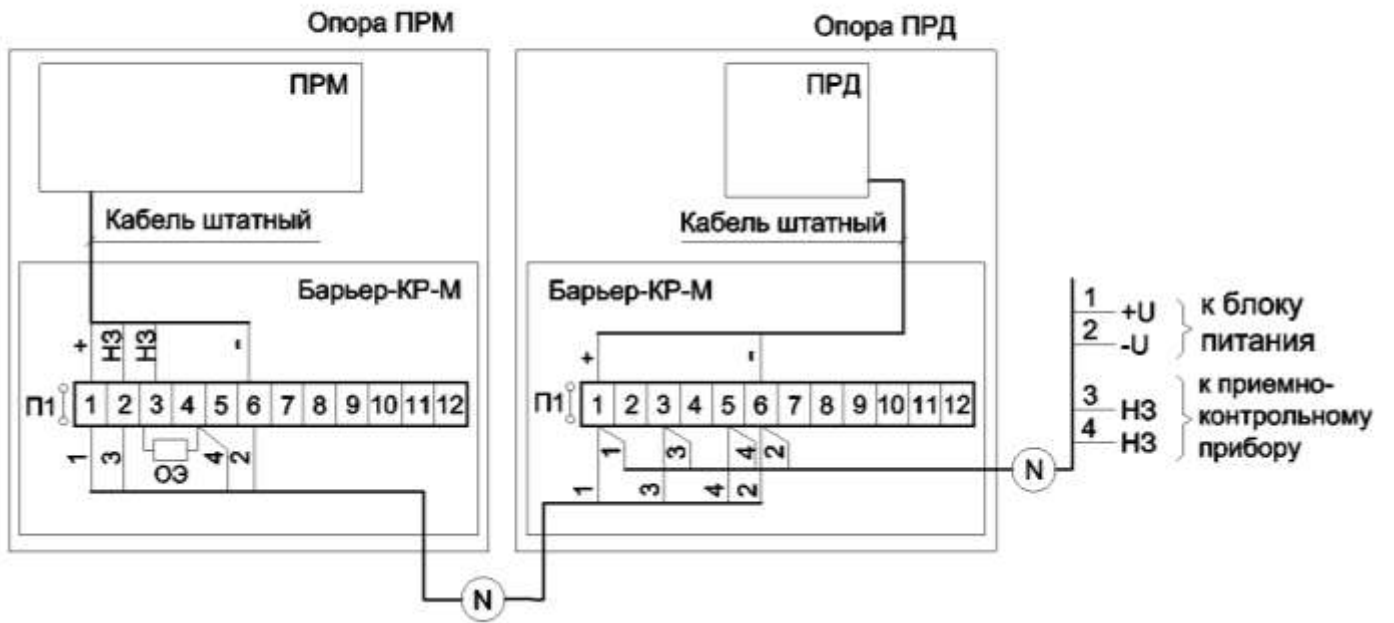 Опора ПРМ
Опора ПРД
ПРМ
ПРД
Кабель штатный
Кабель штатный
Барьер-КР-М
Барьер-КР-М
+ НЗ НЗ -
+ -
П1 1 2 3 4 5 6 7 8 9 10 11 12
П1 1 2 3 4 5 6 7 8 9 10 11 12
1 3 ОЭ 4 2
1 3 4 2
1 3 4 2
N
N
1 +U
2 -U
к блоку
питания
3 НЗ
4 НЗ
к приемно-
контрольному
прибору